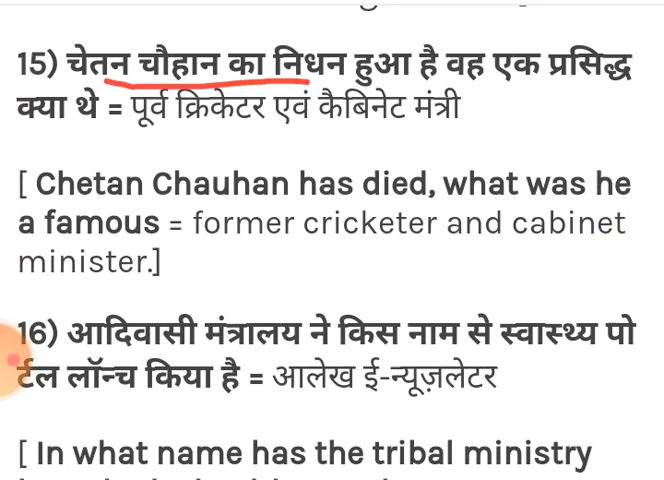 15) चेतन चौहान का निधन हुआ है वह एक प्रसिद्ध
क्या थे = पूर्व क्रिकेटर एवं कैबिनेट मंत्री
[ Chetan Chauhan has died, what was he
a famous = former cricketer and cabinet
minister.]
16) आदिवासी मंत्रालय ने किस नाम से स्वास्थ्य पो
र्टल लॉन्च किया है = आलेख ई-न्यूज़लेटर
[ In what name has the tribal ministry